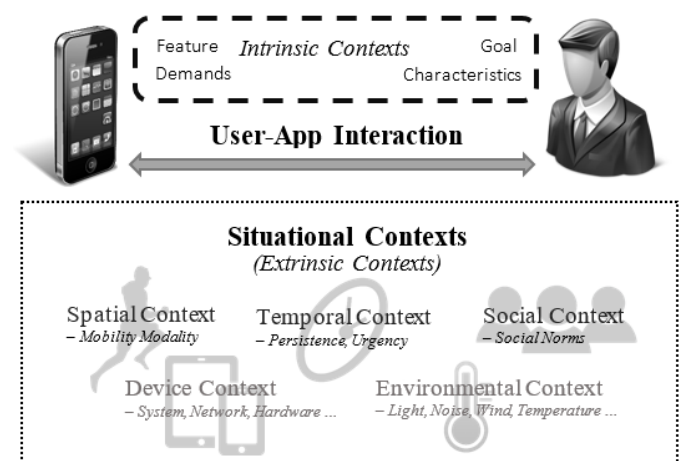 Feature Intrinsic Contexts Goal
Demands Characteristics
User-App Interaction
Situational Contexts
(Extrinsic Contexts)
Spatial Context Temporal Context Social Context
– Mobility Modality – Persistence, Urgency – Social Norms
Device Context Environmental Context
– System, Network, Hardware ... – Light, Noise, Wind, Temperature ...